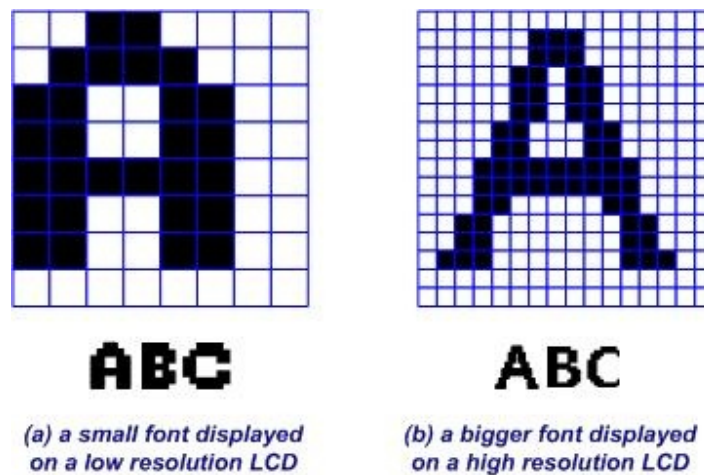 A
A
ABC
ABC
(a) a small font displayed
on a low resolution LCD
(b) a bigger font displayed
on a high resolution LCD